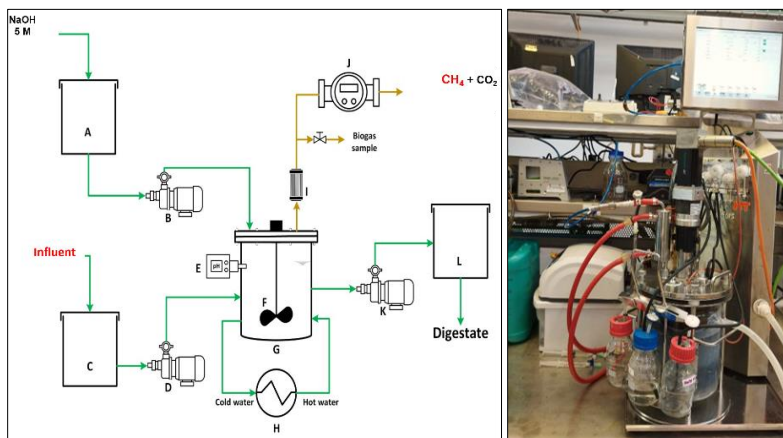 NaOH
5 M
A
B
J
CH₄ + CO₂
Biogas
sample
I
Influent
E
pH
F
G
C
D
L
K
Digestate
Cold water
Hot water
H